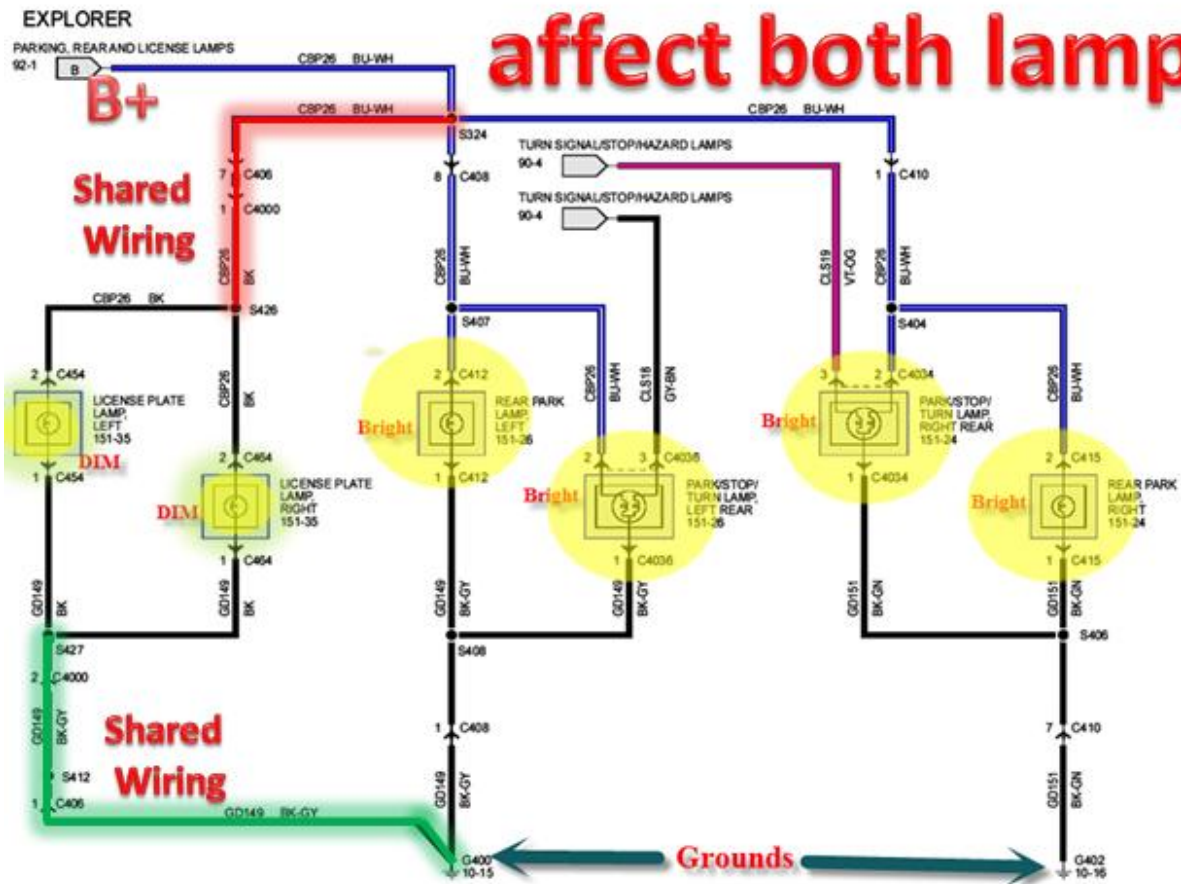 EXPLORER
affect both lamp
PARKING, REAR AND LICENSE LAMPS
92-1
B
B+
CBP26 BU-WH
CBP26 BU-WH
CBP26 BU-WH
S324
TURN SIGNAL/STOP/HAZARD LAMPS
90-4
TURN SIGNAL/STOP/HAZARD LAMPS
90-4
7 C406
8 C408
1 C410
Shared
Wiring
1 C4000
CBP26
BK
CBP26
BU-WH
CLS19
VT-OG
CBP26
BU-WH
CBP26 BK
S426
S407
S404
CBP26
BK
CBP26
BU-WH
CLS18
GY-BN
CBP26
BU-WH
2 C454
2 C412
3
2 C4034
LICENSE PLATE
LAMP,
LEFT
151-35
Bright
REAR PARK
LAMP,
LEFT
151-26
Bright
PARK/STOP/
TURN LAMP,
RIGHT REAR
151-24
DIM
1 C454
2 C464
1 C412
2
3 C4036
1 C4034
2 C415
DIM
LICENSE PLATE
LAMP,
RIGHT
151-35
Bright
PARK/STOP/
TURN LAMP,
LEFT REAR
151-26
Bright
REAR PARK
LAMP,
RIGHT
151-24
1 C464
1 C4036
1 C415
GD149
BK
GD149
BK
GD149
BK-GY
GD149
BK-GY
GD151
BK-GN
GD151
BK-GN
S427
S408
S406
2 C4000
GD149
BK-GY
Shared
Wiring
1 C408
7 C410
S412
1 C406
GD149 BK-GY
GD149
BK-GY
GD151
BK-GN
G400
10-15
Grounds
G402
10-16